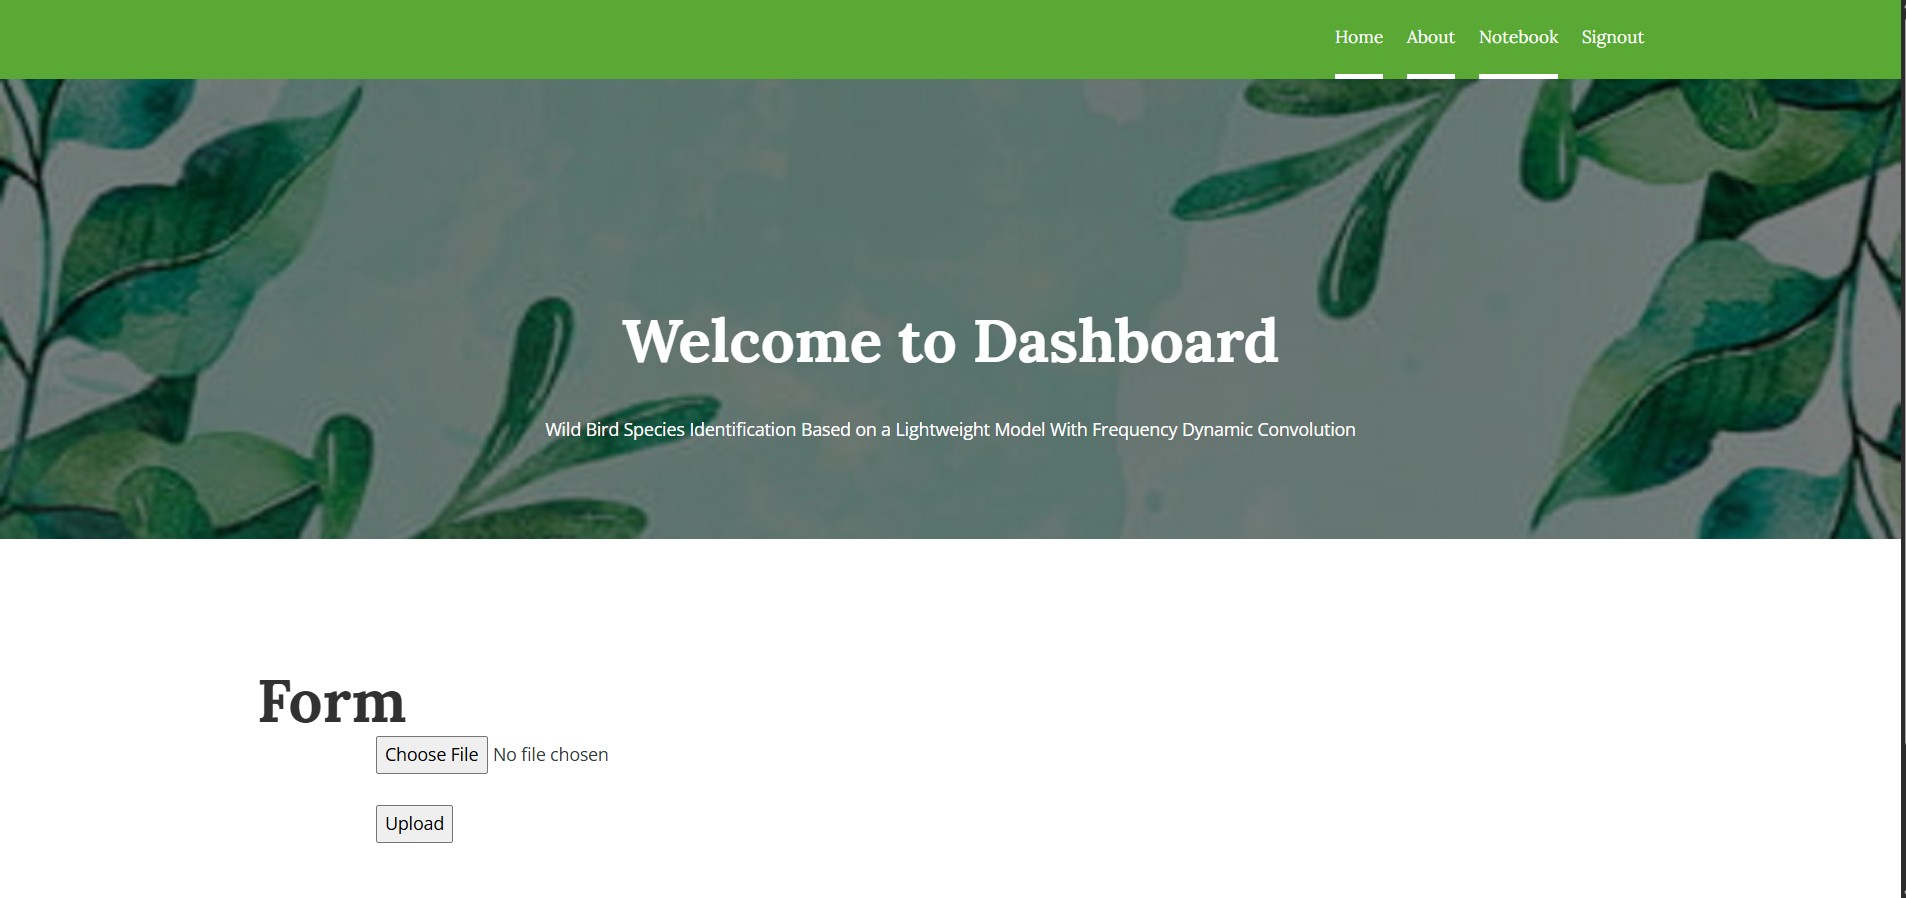 Home About Notebook Signout
Welcome to Dashboard
Wild Bird Species Identification Based on a Lightweight Model With Frequency Dynamic Convolution
Form
Choose File No file chosen
Upload